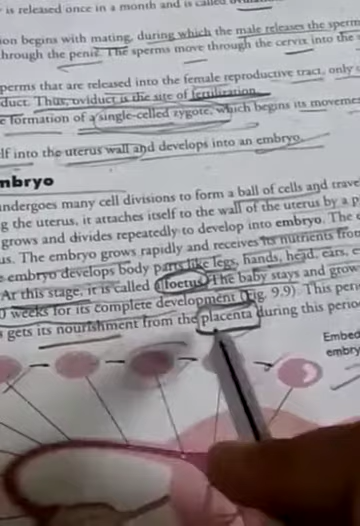 is released once in a month and is called
ion begins with mating, during which the male releases the sperm
hrough the penis. The sperms move through the cervix into the
perms that are released into the female reproductive tract, only
duct. Thus, oviduct is the site of fertilization.
e formation of a single-celled zygote, which begins its moveme
lf into the uterus wall and develops into an embryo.
mbryo
undergoes many cell divisions to form a ball of cells and trave
g the uterus, it attaches itself to the wall of the uterus by a p
grows and divides repeatedly to develop into embryo. The e
us. The embryo grows rapidly and receives its nutrients from
e embryo develops body parts like legs, hands, head, ears, e
At this stage, it is called foetus. The baby stays and grow
0 weeks for its complete development (Fig. 9.9). This peri
gets its nourishment from the placenta during this perio
Embed
embry